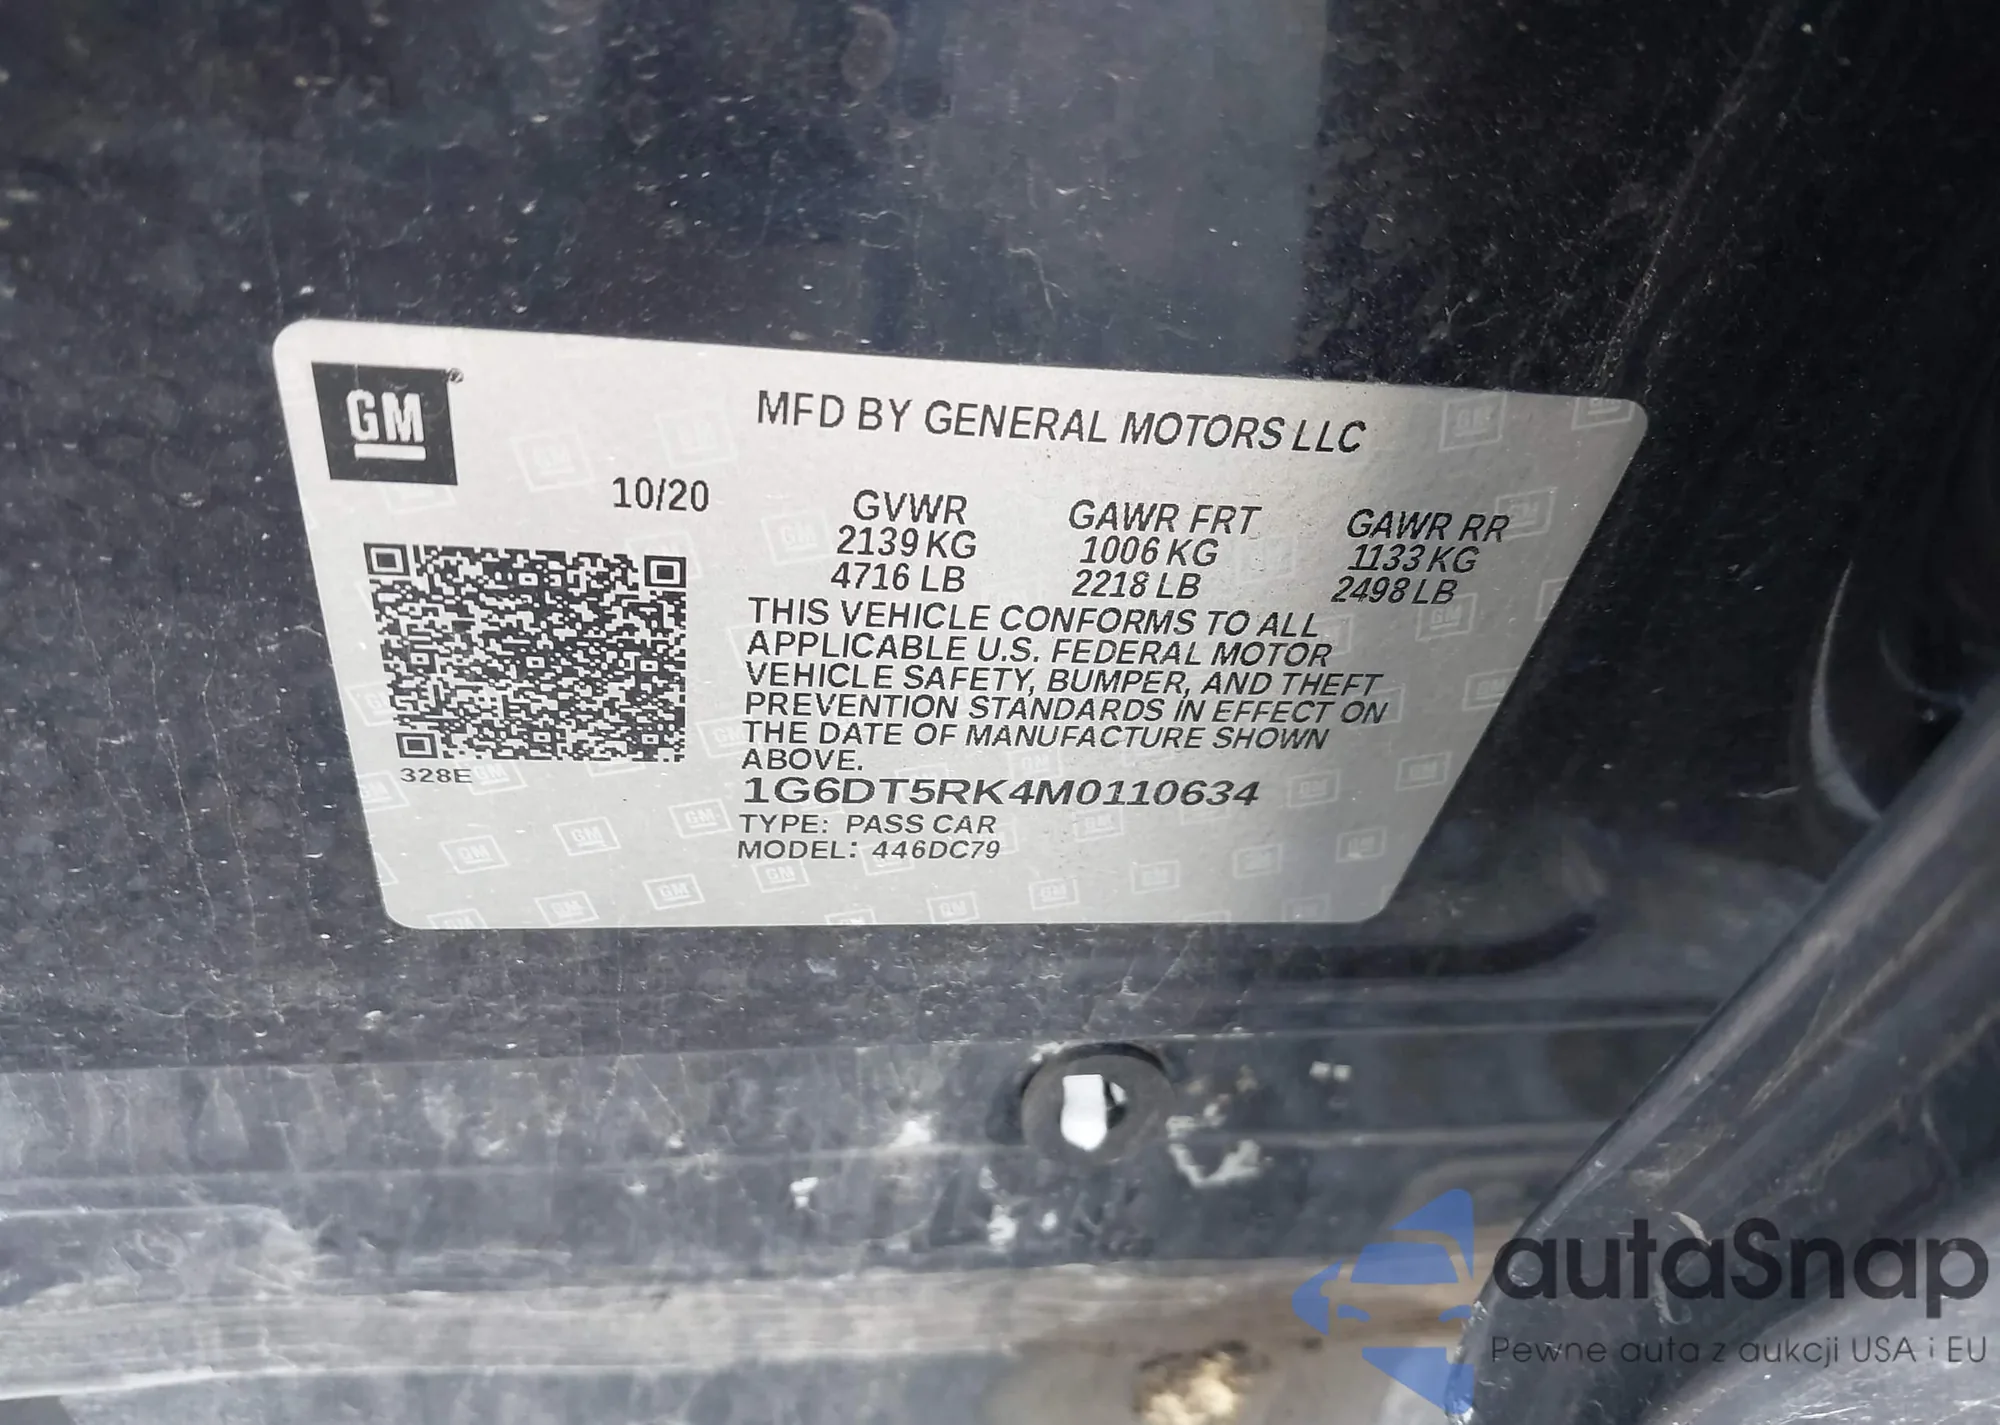 GM
MFD BY GENERAL MOTORS LLC
10/20
GVWR GAWR FRT GAWR RR
2139 KG 1006 KG 1133 KG
4716 LB 2218 LB 2498 LB
THIS VEHICLE CONFORMS TO ALL
APPLICABLE U.S. FEDERAL MOTOR
VEHICLE SAFETY, BUMPER, AND THEFT
PREVENTION STANDARDS IN EFFECT ON
THE DATE OF MANUFACTURE SHOWN
ABOVE.
328E
1G6DT5RK4M0110634
TYPE: PASS CAR
MODEL: 446DC79
autaSnap
Pewne auta z aukcji USA i EU